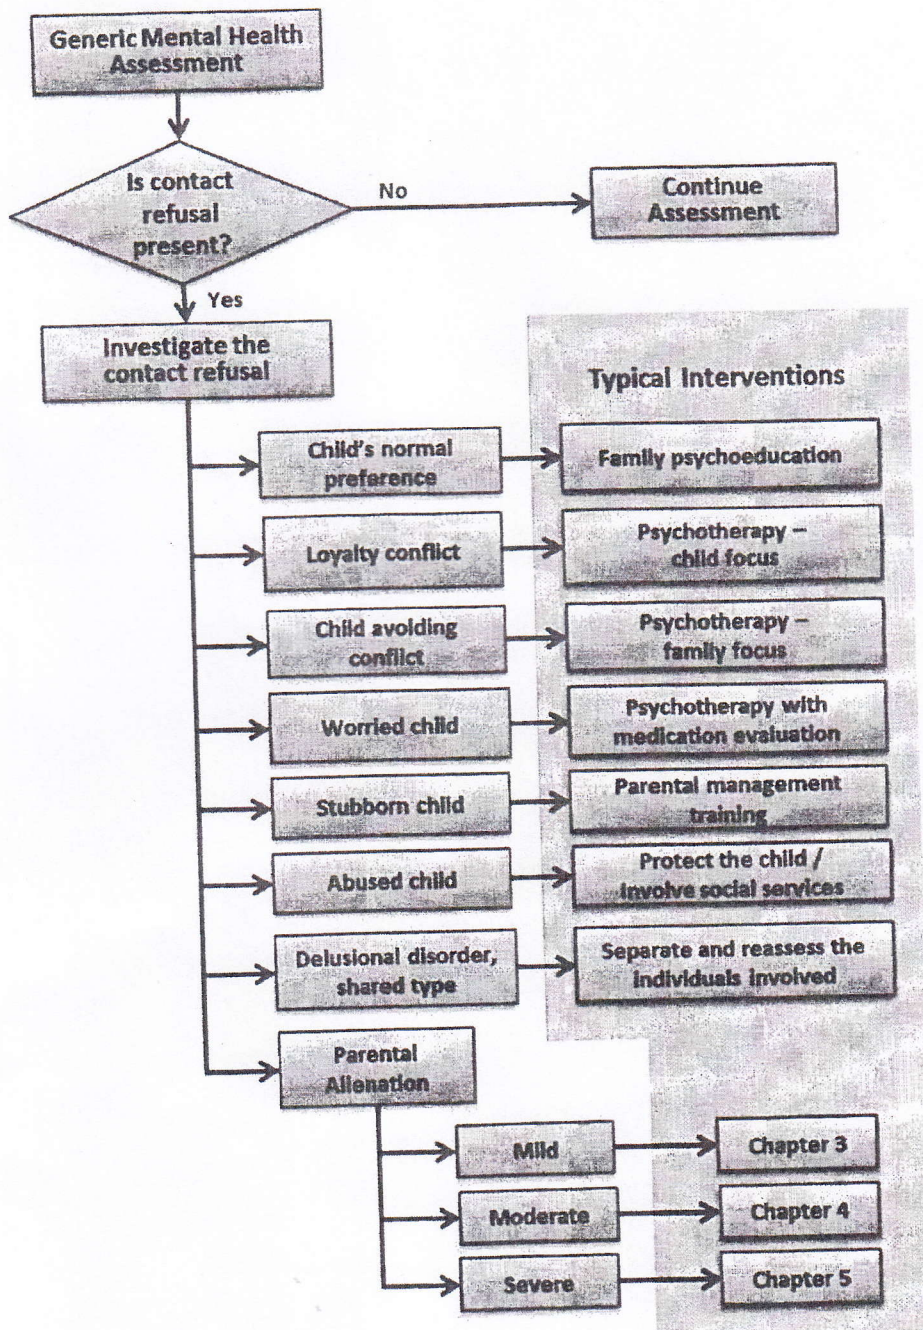 Generic Mental Health
Assessment
Is contact
refusal
present?
No
Continue
Assessment
Yes
Investigate the
contact refusal
Typical Interventions
Child's normal
preference
Family psychoeducation
Loyalty conflict
Psychotherapy –
child focus
Child avoiding
conflict
Psychotherapy –
family focus
Worried child
Psychotherapy with
medication evaluation
Stubborn child
Parental management
training
Abused child
Protect the child /
involve social services
Delusional disorder,
shared type
Separate and reassess the
individuals involved
Parental
Alienation
Mild
Chapter 3
Moderate
Chapter 4
Severe
Chapter 5